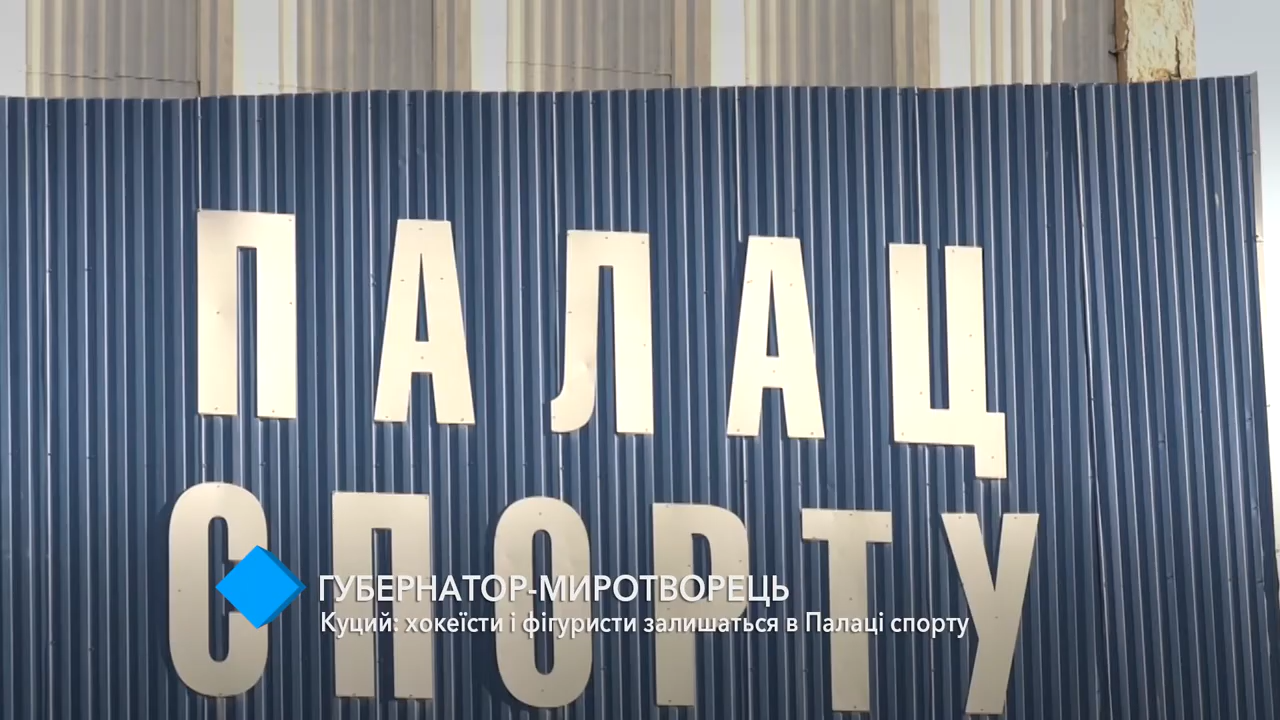 ПАЛАЦ
СПОРТУ
ГУБЕРНАТОР-МИРОТВОРЕЦЬ
Куций: хокеїсти і фігуристи залишаться в Палаці спорту